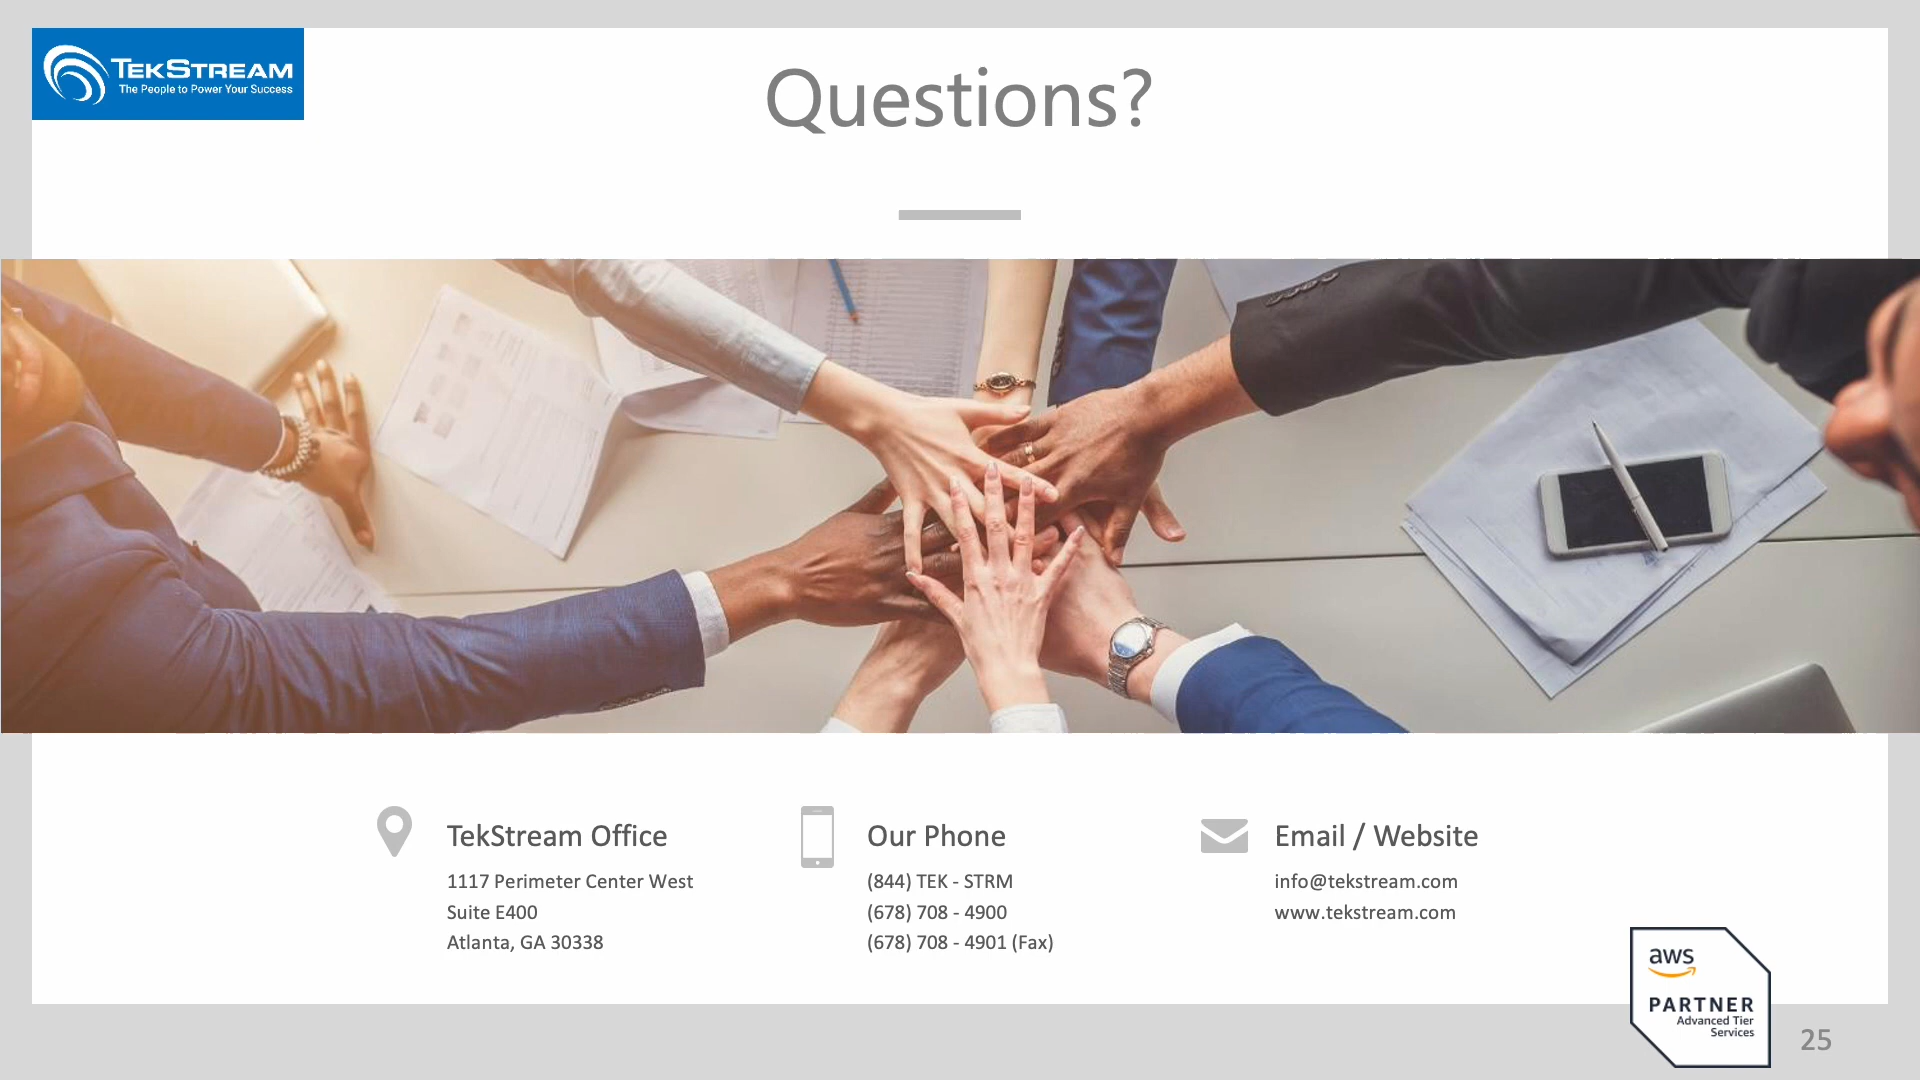 TEKSTREAM
The People to Power Your Success
Questions?
TekStream Office
1117 Perimeter Center West
Suite E400
Atlanta, GA 30338
Our Phone
(844) TEK - STRM
(678) 708 - 4900
(678) 708 - 4901 (Fax)
Email / Website
info@tekstream.com
www.tekstream.com
aws
PARTNER
Advanced Tier
Services
25